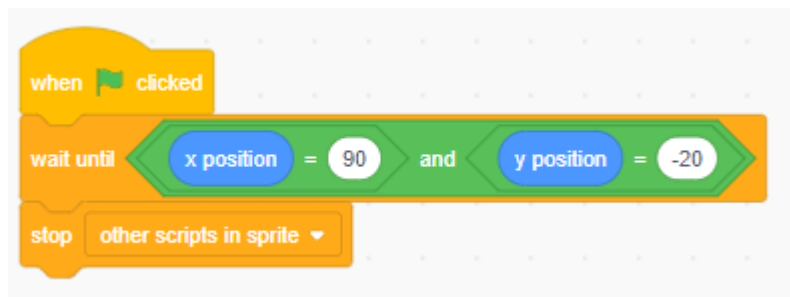 when clicked
wait until x position = 90 and y position = -20
stop other scripts in sprite